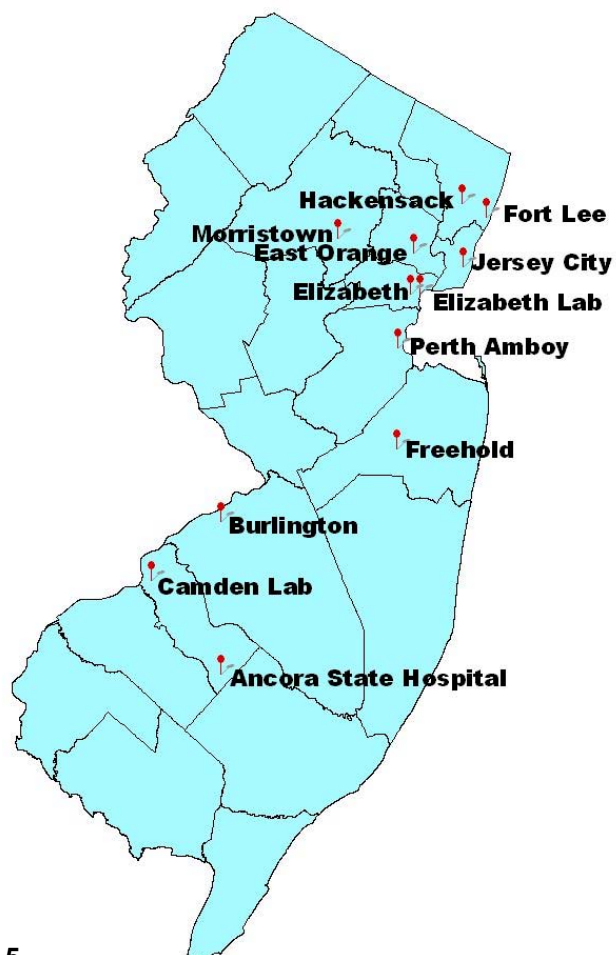 Hackensack
Fort Lee
Morristown
East Orange
Jersey City
Elizabeth
Elizabeth Lab
Perth Amboy
Freehold
Burlington
Camden Lab
Ancora State Hospital
5